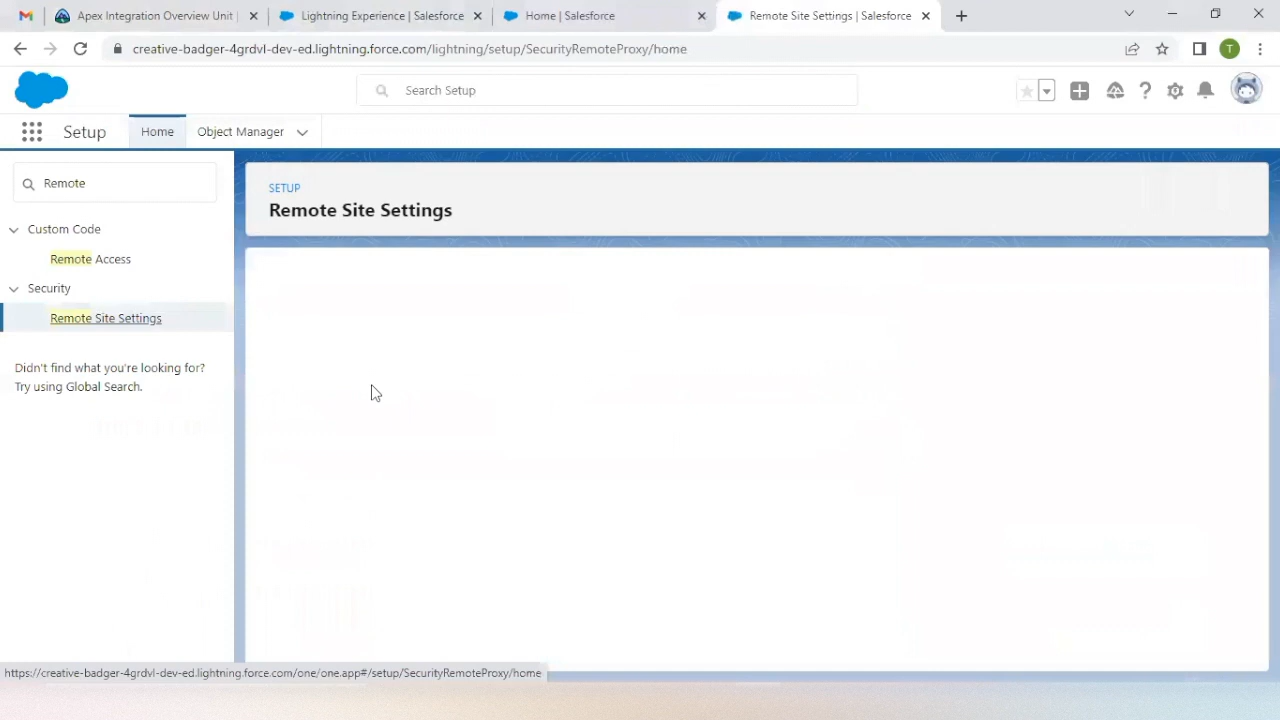 Apex Integration Overview Unit |
Lightning Experience | Salesforce
Home | Salesforce
Remote Site Settings | Salesforce
creative-badger-4grdvl-dev-ed.lightning.force.com/lightning/setup/SecurityRemoteProxy/home
T
Search Setup
Setup
Home
Object Manager
Remote
SETUP
Remote Site Settings
Custom Code
Remote Access
Security
Remote Site Settings
Didn't find what you're looking for?
Try using Global Search.
https://creative-badger-4grdvl-dev-ed.lightning.force.com/one/one.app#/setup/SecurityRemoteProxy/home